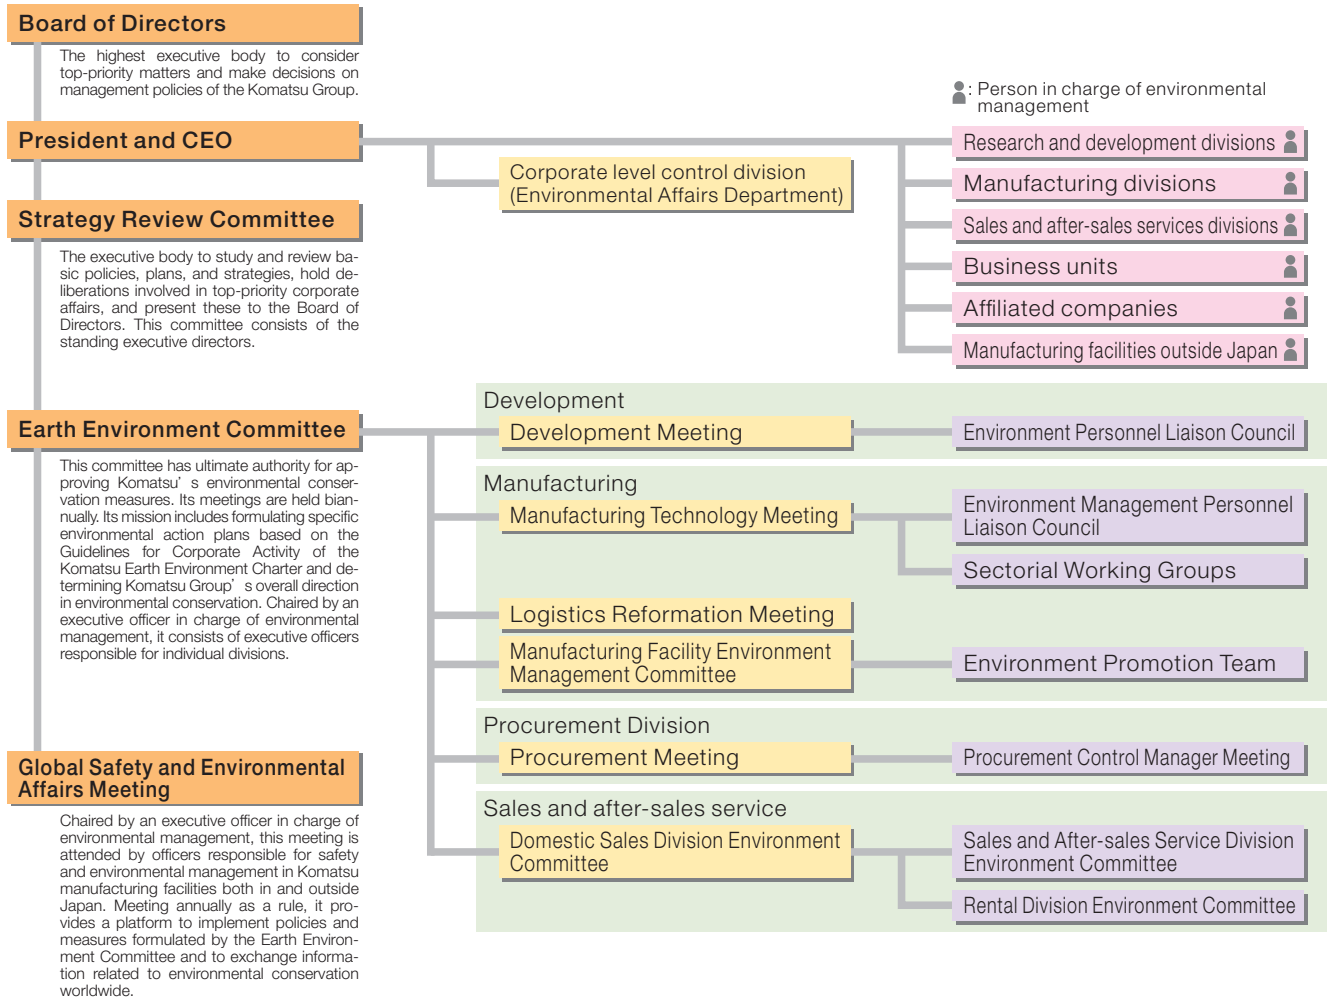 Board of Directors
The highest executive body to consider
top-priority matters and make decisions on
management policies of the Komatsu Group.
President and CEO
Strategy Review Committee
The executive body to study and review ba-
sic policies, plans, and strategies, hold de-
liberations involved in top-priority corporate
affairs, and present these to the Board of
Directors. This committee consists of the
standing executive directors.
Earth Environment Committee
This committee has ultimate authority for ap-
proving Komatsu’s environmental conser-
vation measures. Its meetings are held bian-
nually. Its mission includes formulating specific
environmental action plans based on the
Guidelines for Corporate Activity of the
Komatsu Earth Environment Charter and de-
termining Komatsu Group’s overall direction
in environmental conservation. Chaired by an
executive officer in charge of environmental
management, it consists of executive officers
responsible for individual divisions.
Global Safety and Environmental
Affairs Meeting
Chaired by an executive officer in charge of
environmental management, this meeting is
attended by officers responsible for safety
and environmental management in Komatsu
manufacturing facilities both in and outside
Japan. Meeting annually as a rule, it pro-
vides a platform to implement policies and
measures formulated by the Earth Environ-
ment Committee and to exchange informa-
tion related to environmental conservation
worldwide.
Corporate level control division
(Environmental Affairs Department)
: Person in charge of environmental
management
Research and development divisions
Manufacturing divisions
Sales and after-sales services divisions
Business units
Affiliated companies
Manufacturing facilities outside Japan
Development
Development Meeting
Environment Personnel Liaison Council
Manufacturing
Manufacturing Technology Meeting
Environment Management Personnel
Liaison Council
Sectorial Working Groups
Logistics Reformation Meeting
Manufacturing Facility Environment
Management Committee
Environment Promotion Team
Procurement Division
Procurement Meeting
Procurement Control Manager Meeting
Sales and after-sales service
Domestic Sales Division Environment
Committee
Sales and After-sales Service Division
Environment Committee
Rental Division Environment Committee